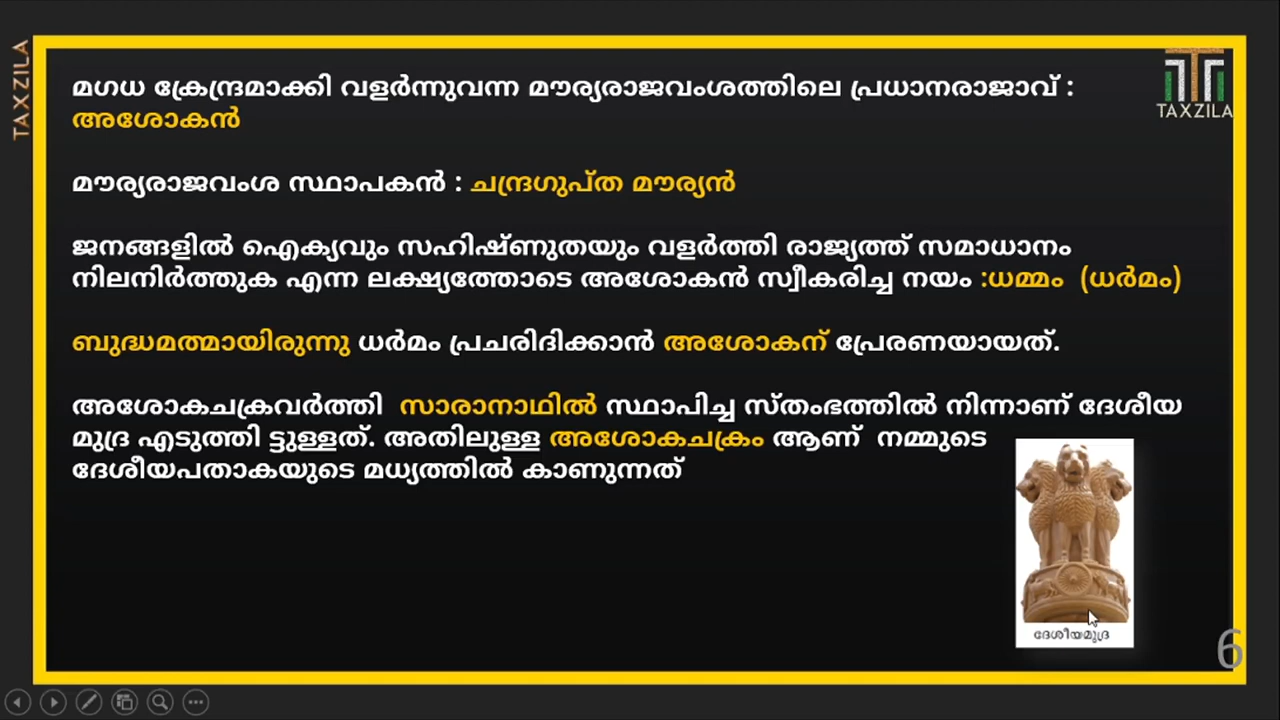 TAXZILA
TAXZILA
മഗധ ക്രേന്ദ്രമാക്കി വളർന്നുവന്ന മൗര്യരാജവംശത്തിലെ പ്രധാനരാജാവ് :
അശോകൻ
മൗര്യരാജവംശ സ്ഥാപകൻ : ചന്ദ്രഗുപ്ത മൗര്യൻ
ജനങ്ങളിൽ ഐക്യവും സഹിഷ്ണുതയും വളർത്തി രാജ്യത്ത് സമാധാനം
നിലനിർത്തുക എന്ന ലക്ഷ്യത്തോടെ അശോകൻ സ്വീകരിച്ച നയം :ധമ്മം (ധർമം)
ബുദ്ധമതമായിരുന്നു ധർമം പ്രചരിദിക്കാൻ അശോകന് പ്രേരണയായത്.
അശോകചക്രവർത്തി സാരാനാഥിൽ സ്ഥാപിച്ച സ്തംഭത്തിൽ നിന്നാണ് ദേശീയ
മുദ്ര എടുത്തി ട്ടുള്ളത്. അതിലുള്ള അശോകചക്രം ആണ് നമ്മുടെ
ദേശീയപതാകയുടെ മധ്യത്തിൽ കാണുന്നത്
ദേശീയമുദ്ര
6